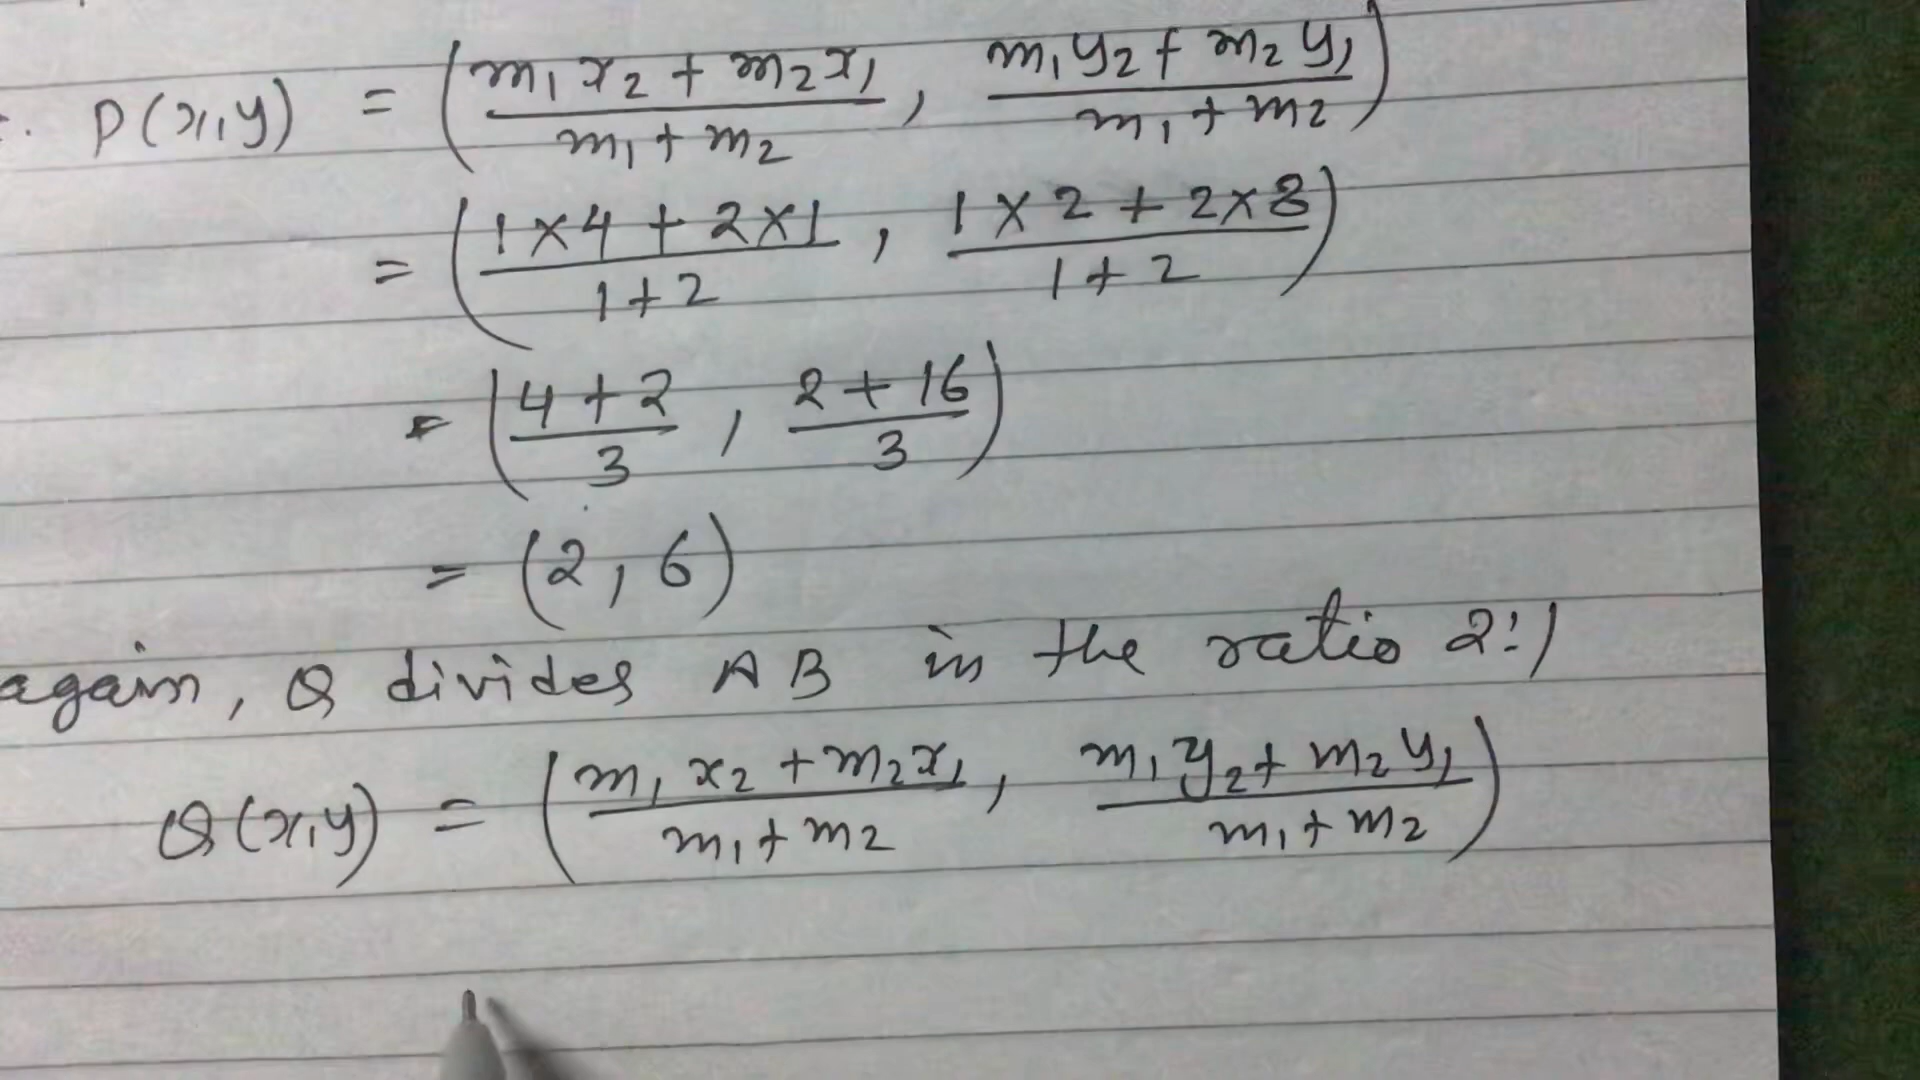 ∴ P(x,y) = ( (m₁x₂ + m₂x₁)/(m₁ + m₂) , (m₁y₂ + m₂y₁)/(m₁ + m₂) )
= ( (1×4 + 2×1)/(1+2) , (1×2 + 2×8)/(1+2) )
= ( (4+2)/3 , (2+16)/3 )
= (2, 6)
again, Q divides AB in the ratio 2:1
Q(x,y) = ( (m₁x₂ + m₂x₁)/(m₁ + m₂) , (m₁y₂ + m₂y₁)/(m₁ + m₂) )